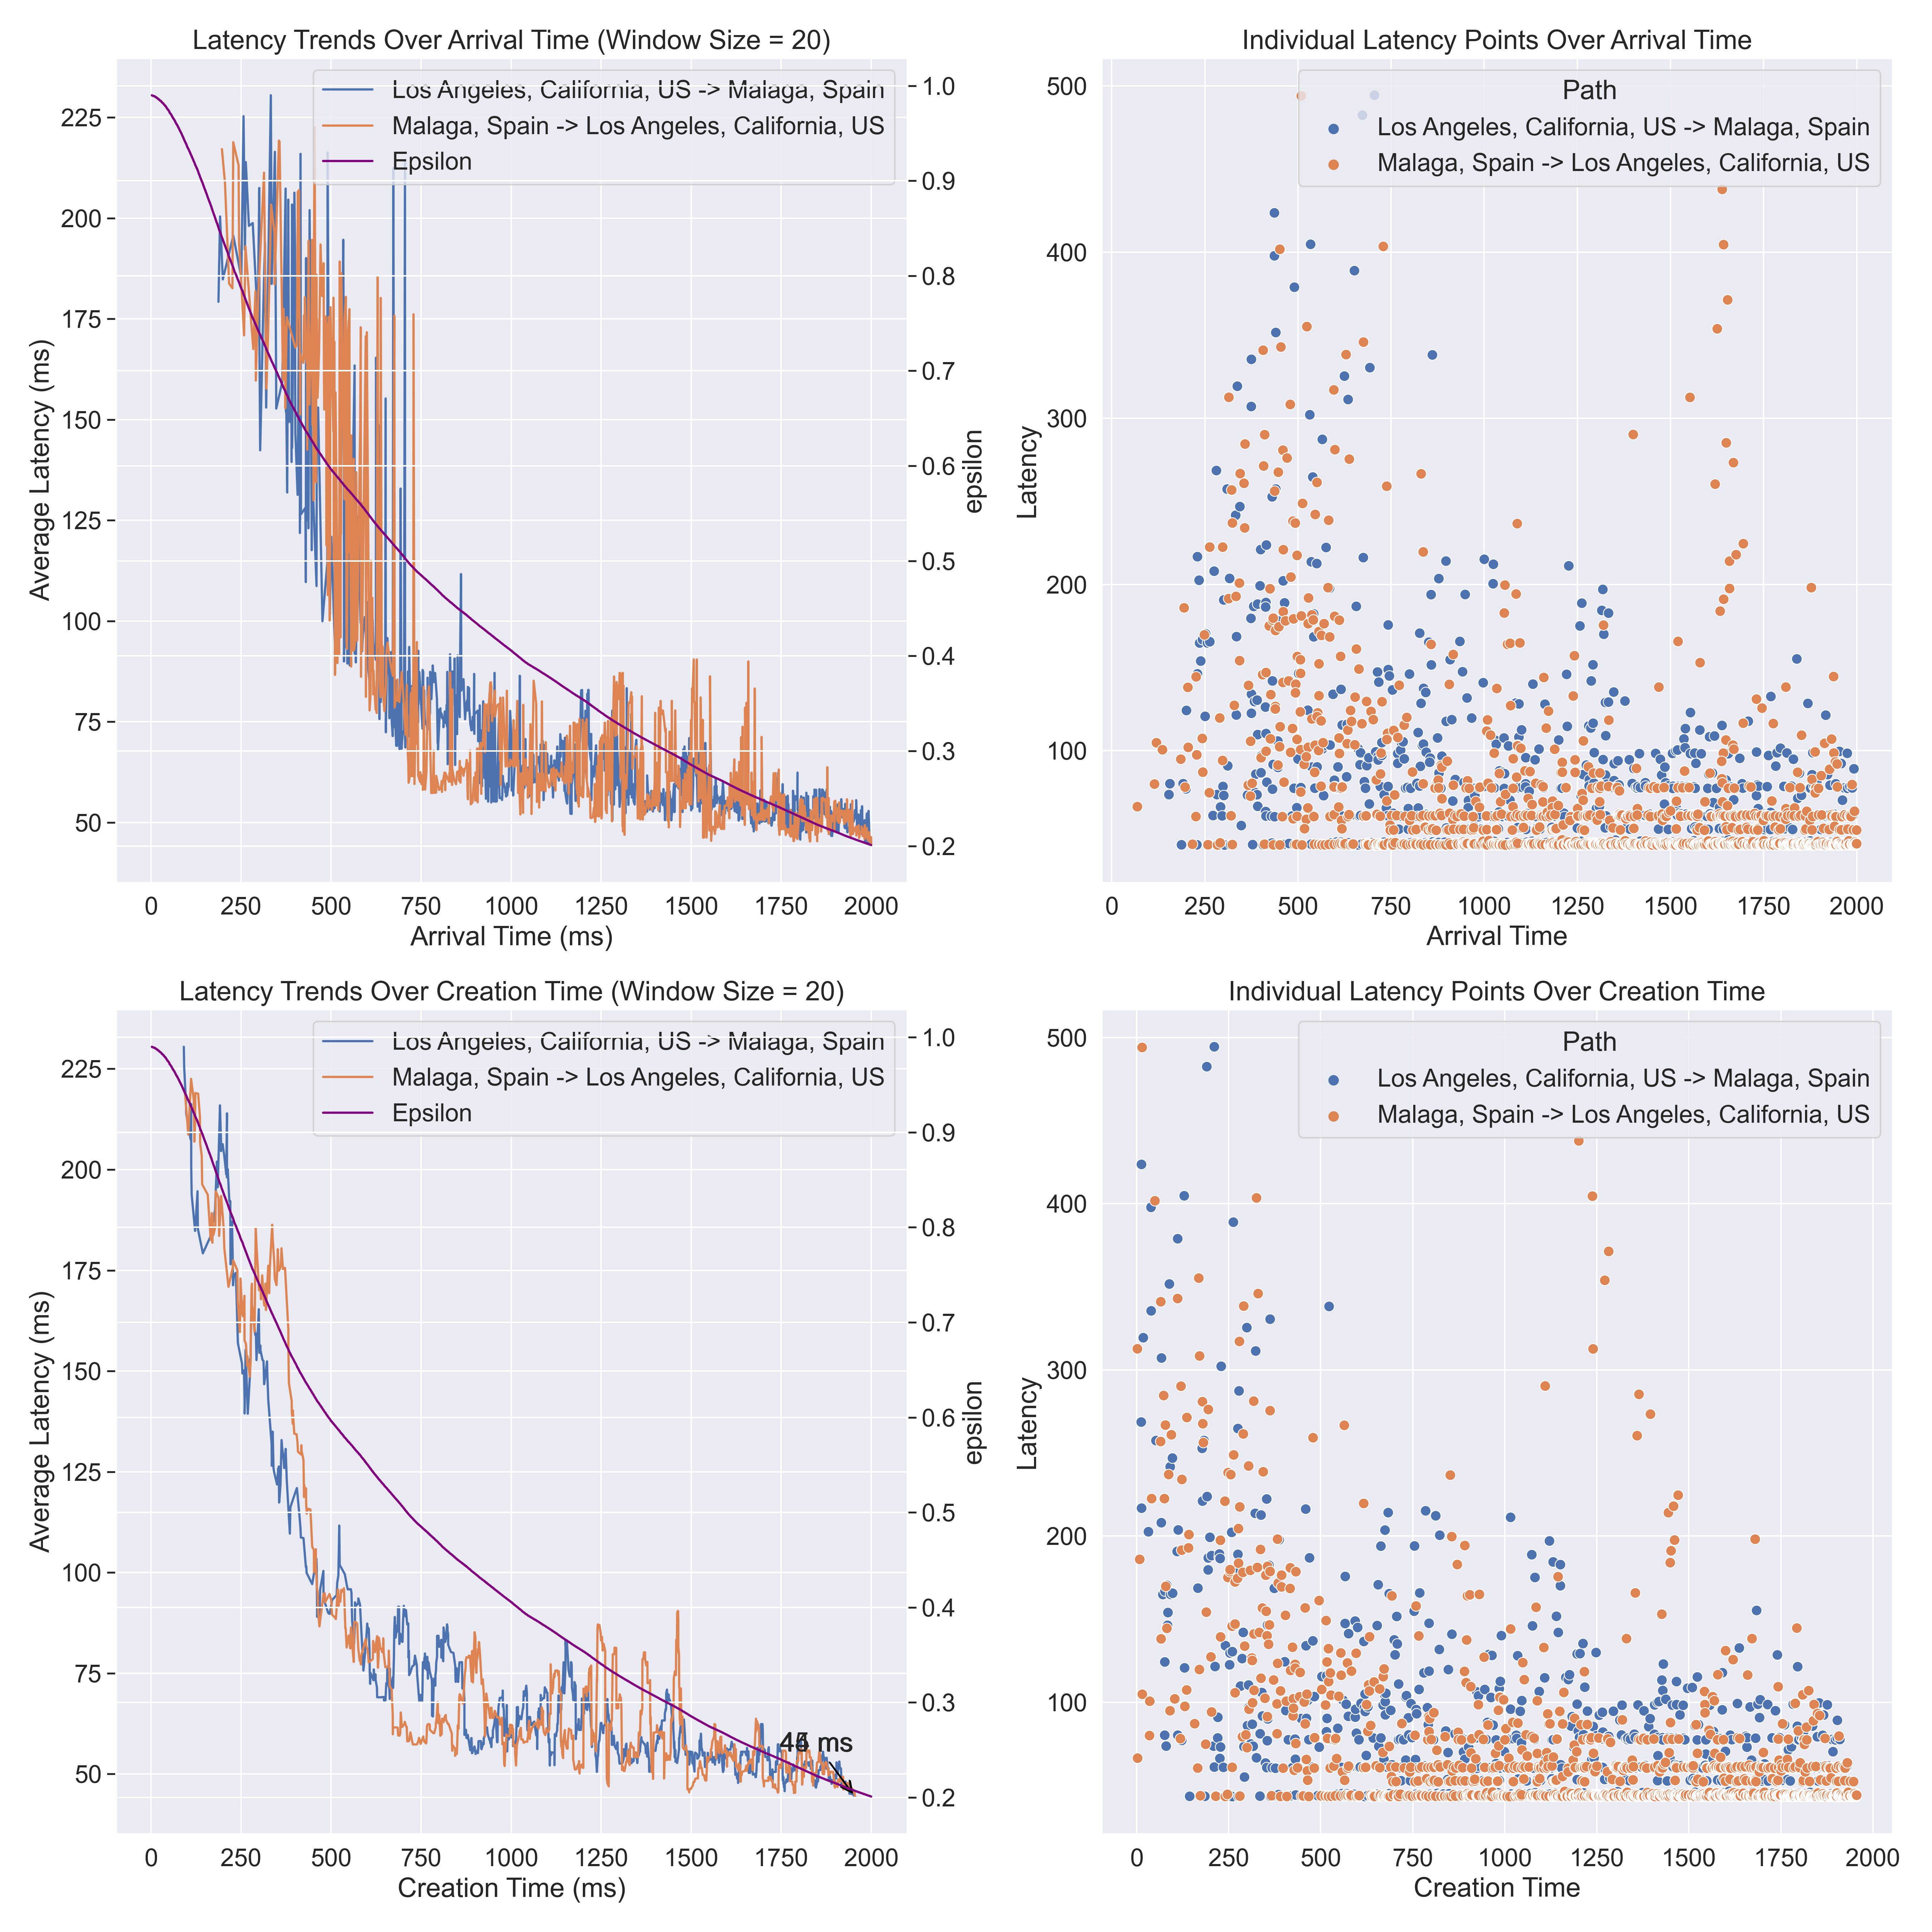 Latency Trends Over Arrival Time (Window Size = 20)
Los Angeles, California, US -> Malaga, Spain
Malaga, Spain -> Los Angeles, California, US
Epsilon
225
200
175
150
125
100
75
50
Average Latency (ms)
1.0
0.9
0.8
0.7
0.6
0.5
0.4
0.3
0.2
epsilon
0 250 500 750 1000 1250 1500 1750 2000
Arrival Time (ms)
Individual Latency Points Over Arrival Time
Path
Los Angeles, California, US -> Malaga, Spain
Malaga, Spain -> Los Angeles, California, US
500
400
300
200
100
Latency
0 250 500 750 1000 1250 1500 1750 2000
Arrival Time
Latency Trends Over Creation Time (Window Size = 20)
Los Angeles, California, US -> Malaga, Spain
Malaga, Spain -> Los Angeles, California, US
Epsilon
225
200
175
150
125
100
75
50
Average Latency (ms)
1.0
0.9
0.8
0.7
0.6
0.5
0.4
0.3
0.2
epsilon
ms
0 250 500 750 1000 1250 1500 1750 2000
Creation Time (ms)
Individual Latency Points Over Creation Time
Path
Los Angeles, California, US -> Malaga, Spain
Malaga, Spain -> Los Angeles, California, US
500
400
300
200
100
Latency
0 250 500 750 1000 1250 1500 1750 2000
Creation Time